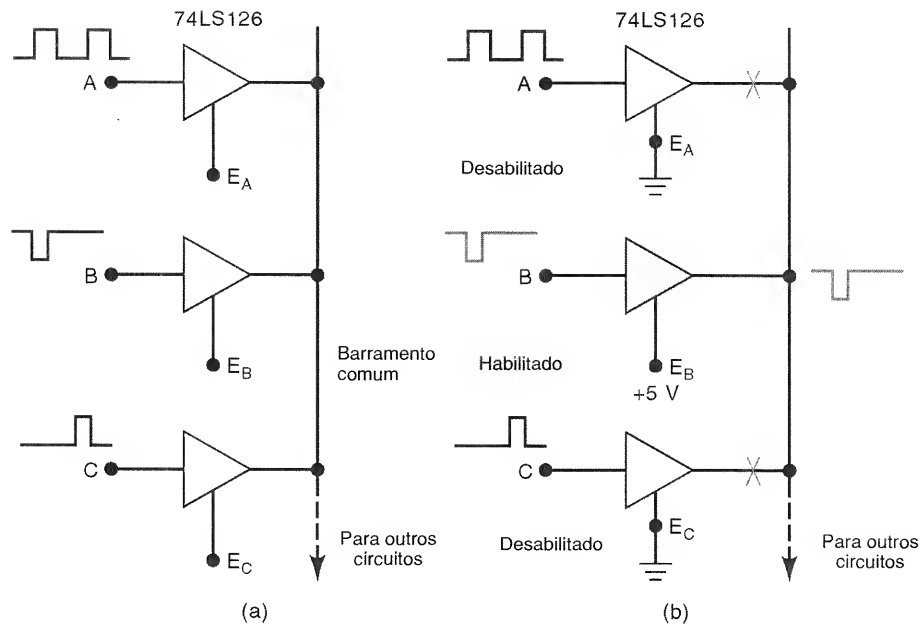 74LS126
A
E_A
B
E_B
Barramento
comum
C
E_C
Para outros
circuitos
(a)
74LS126
A
E_A
Desabilitado
B
Habilitado
E_B
+5 V
C
E_C
Desabilitado
Para outros
circuitos
(b)